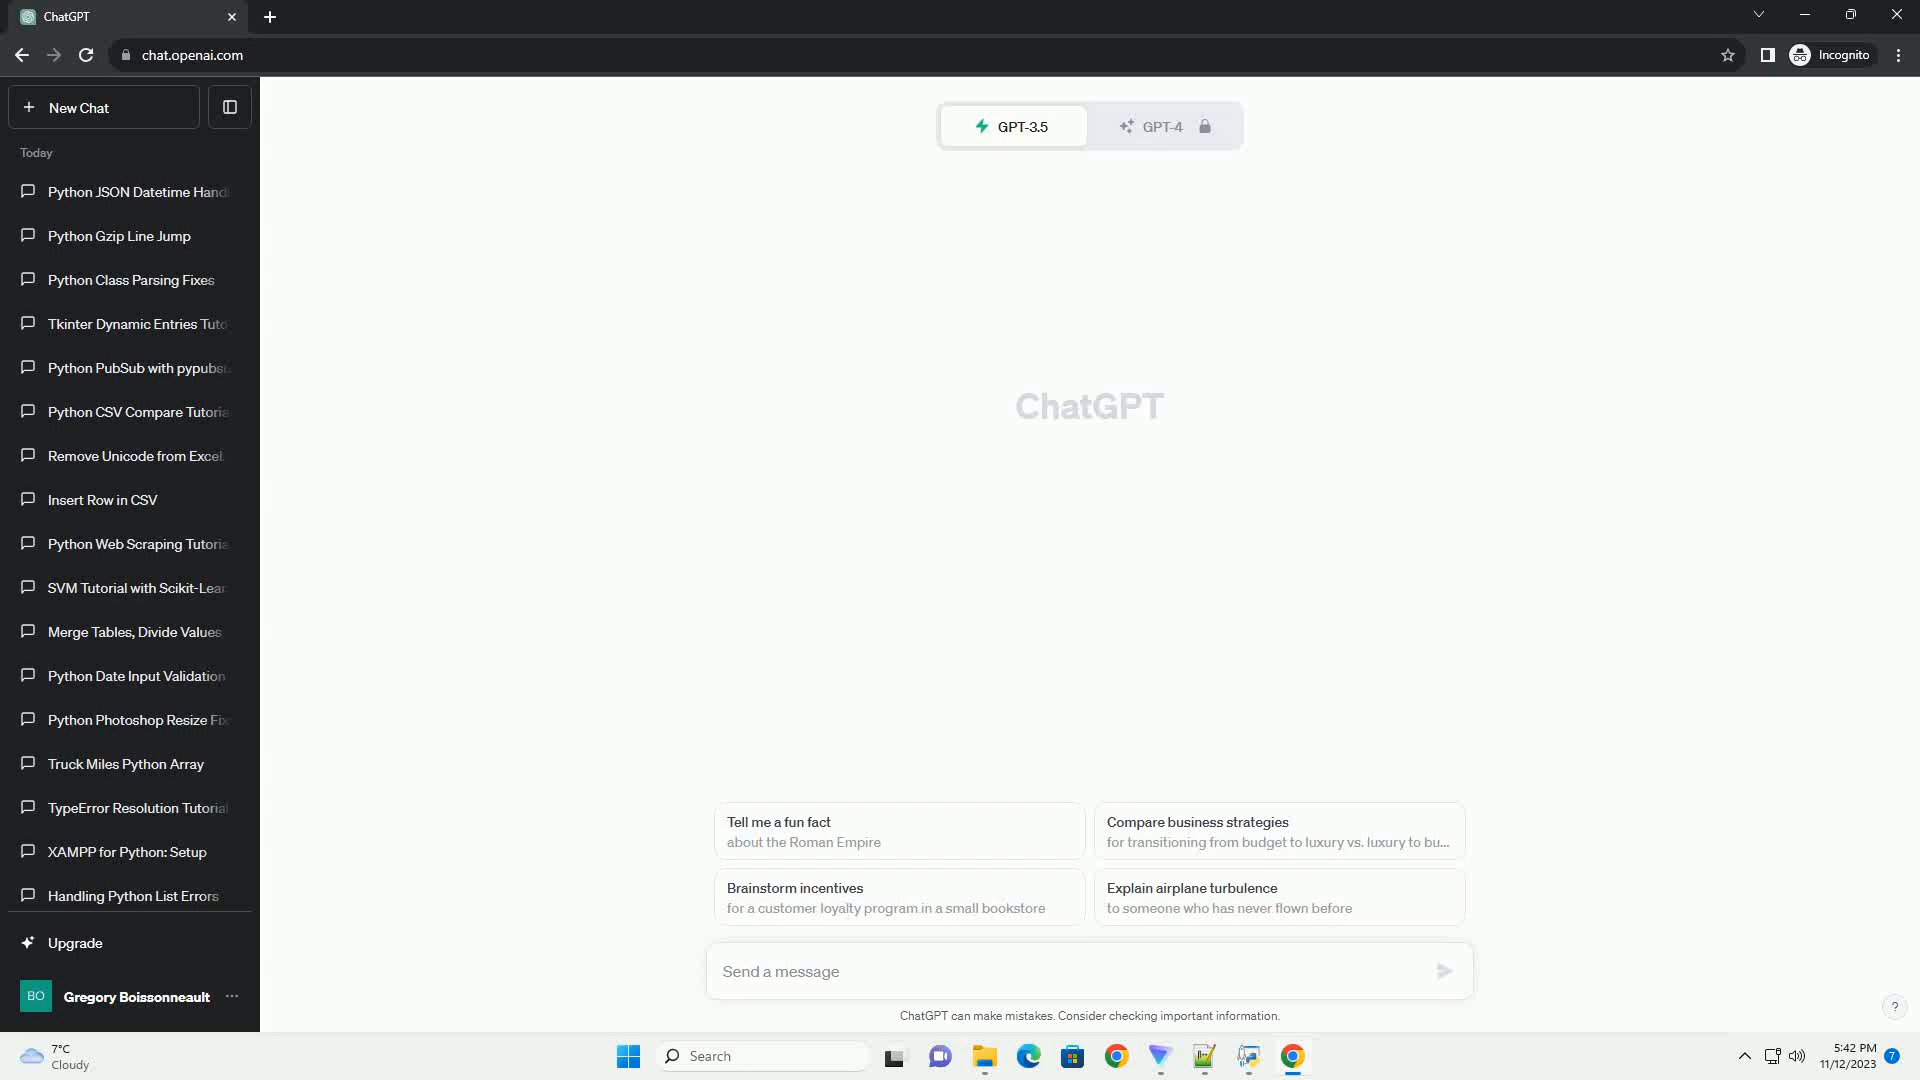 ChatGPT
chat.openai.com
Incognito
New Chat
Today
Python JSON Datetime Hand
Python Gzip Line Jump
Python Class Parsing Fixes
Tkinter Dynamic Entries Tuto
Python PubSub with pypubsu
Python CSV Compare Tutoria
Remove Unicode from Excel.
Insert Row in CSV
Python Web Scraping Tutoria
SVM Tutorial with Scikit-Lear
Merge Tables, Divide Values
Python Date Input Validation
Python Photoshop Resize Fix
Truck Miles Python Array
TypeError Resolution Tutorial
XAMPP for Python: Setup
Handling Python List Errors
Upgrade
BO
Gregory Boissonneault
GPT-3.5
GPT-4
ChatGPT
Tell me a fun fact
about the Roman Empire
Compare business strategies
for transitioning from budget to luxury vs. luxury to bu...
Brainstorm incentives
for a customer loyalty program in a small bookstore
Explain airplane turbulence
to someone who has never flown before
Send a message
ChatGPT can make mistakes. Consider checking important information.
?
7°C
Cloudy
Search
5:42 PM
11/12/2023
7